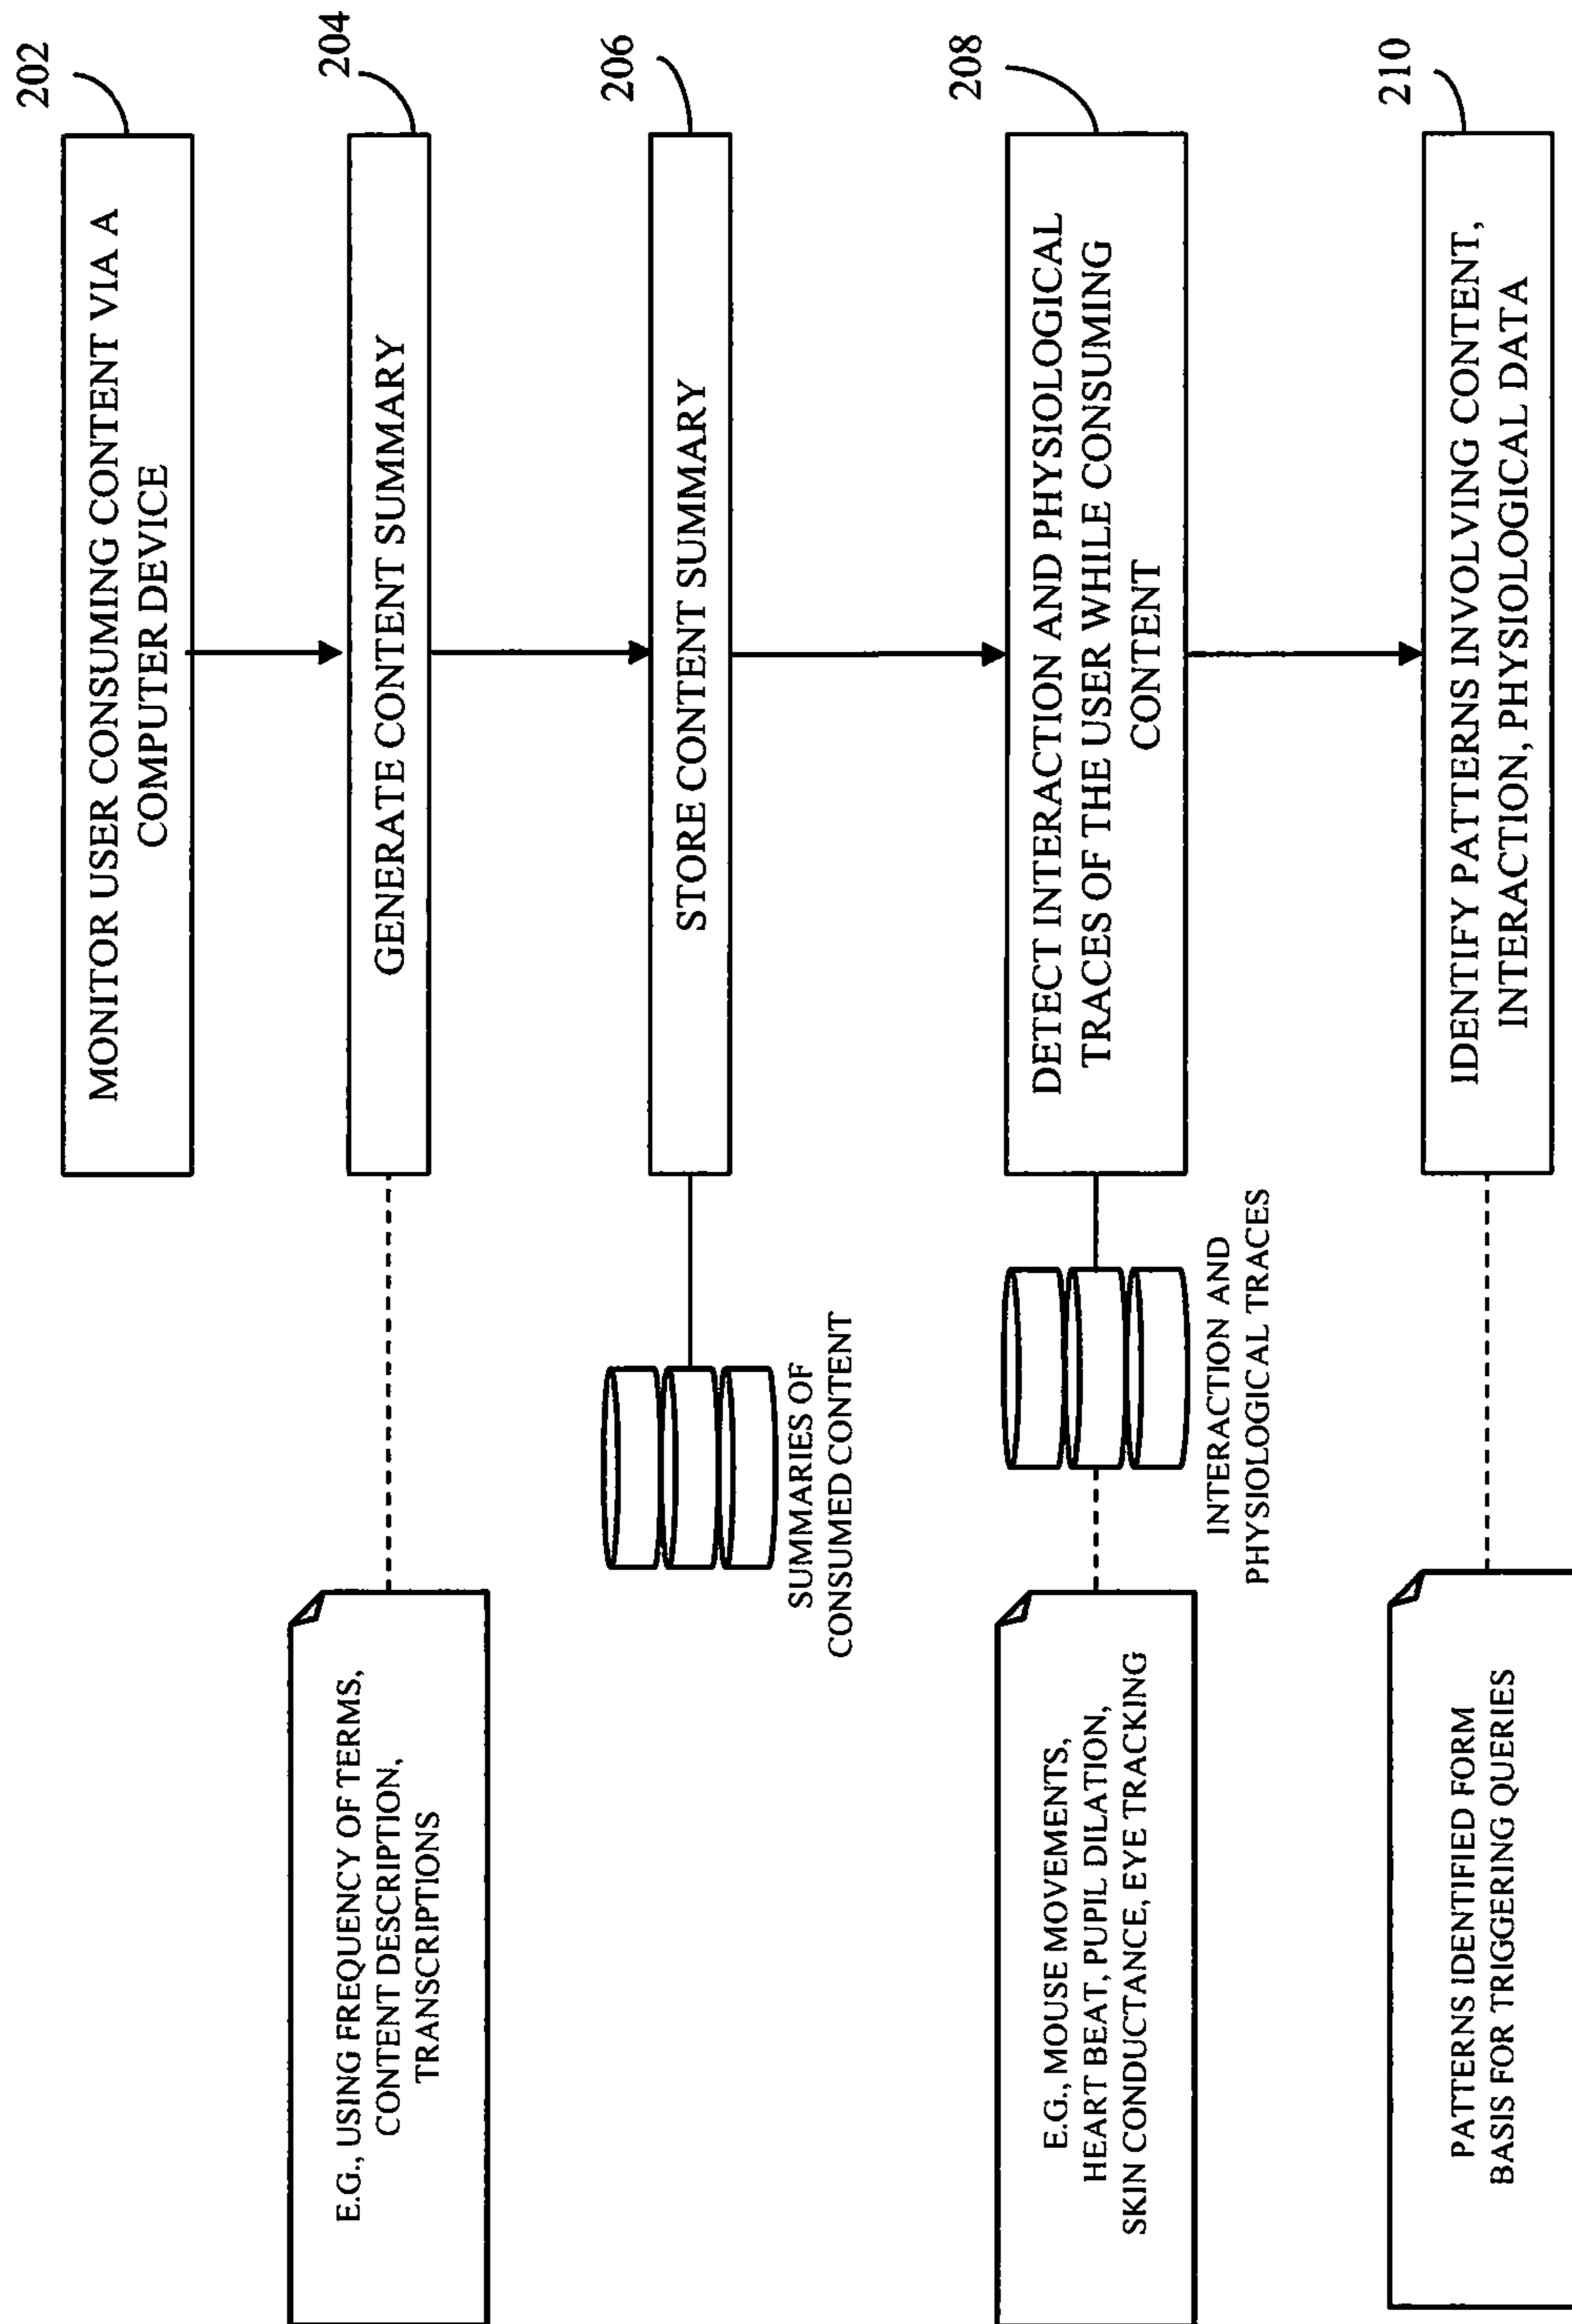 202
MONITOR USER CONSUMING CONTENT VIA A
COMPUTER DEVICE
204
GENERATE CONTENT SUMMARY
E.G., USING FREQUENCY OF TERMS,
CONTENT DESCRIPTION,
TRANSCRIPTIONS
206
STORE CONTENT SUMMARY
SUMMARIES OF
CONSUMED CONTENT
208
DETECT INTERACTION AND PHYSIOLOGICAL
TRACES OF THE USER WHILE CONSUMING
CONTENT
INTERACTION AND
PHYSIOLOGICAL TRACES
E.G., MOUSE MOVEMENTS,
HEART BEAT, PUPIL DILATION,
SKIN CONDUCTANCE, EYE TRACKING
210
IDENTIFY PATTERNS INVOLVING CONTENT,
INTERACTION, PHYSIOLOGICAL DATA
PATTERNS IDENTIFIED FORM
BASIS FOR TRIGGERING QUERIES